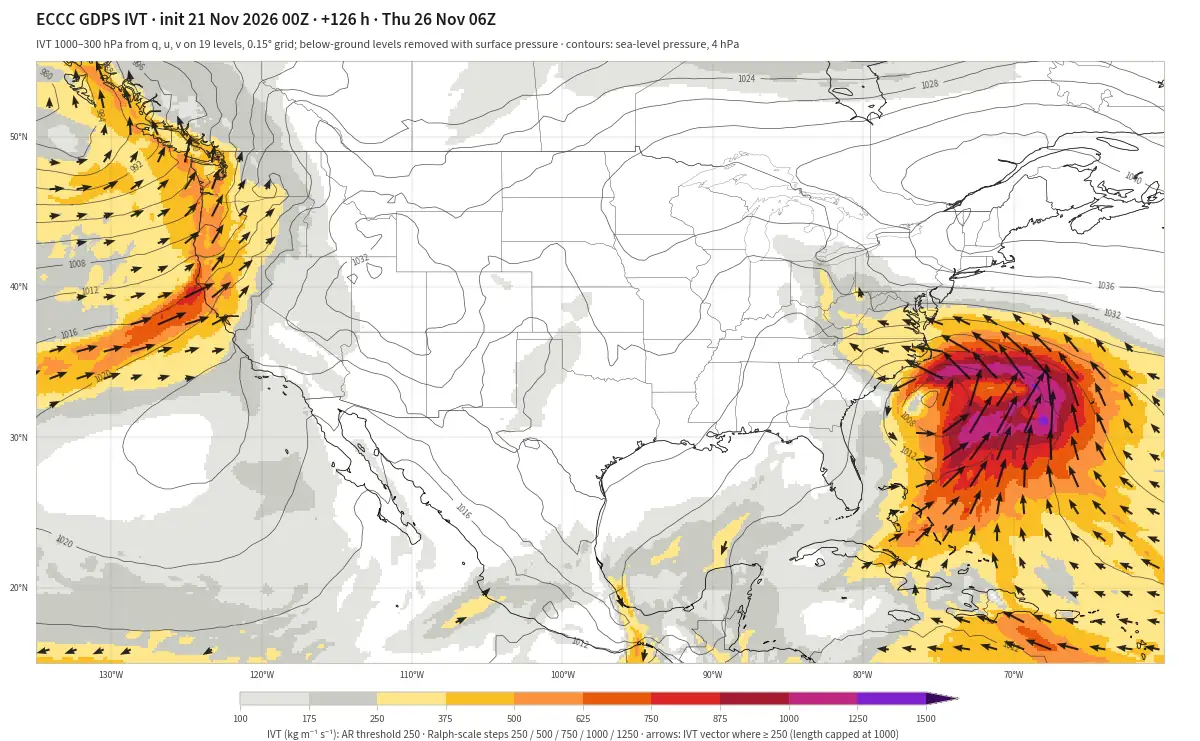 ECCC GDPS IVT · init 21 Nov 2026 00Z · +126 h · Thu 26 Nov 06Z
IVT 1000–300 hPa from q, u, v on 19 levels, 0.15° grid; below-ground levels removed with surface pressure · contours: sea-level pressure, 4 hPa
980
996
984
1024
1028
50°N
992
1040
1032
1008
40°N
1012
1036
1032
1016
1020
30°N
1008
1012
1016
1020
20°N
1012
130°W
120°W
110°W
100°W
90°W
80°W
70°W
100
175
250
375
500
625
750
875
1000
1250
1500
IVT (kg m⁻¹ s⁻¹): AR threshold 250 · Ralph-scale steps 250 / 500 / 750 / 1000 / 1250 · arrows: IVT vector where ≥ 250 (length capped at 1000)